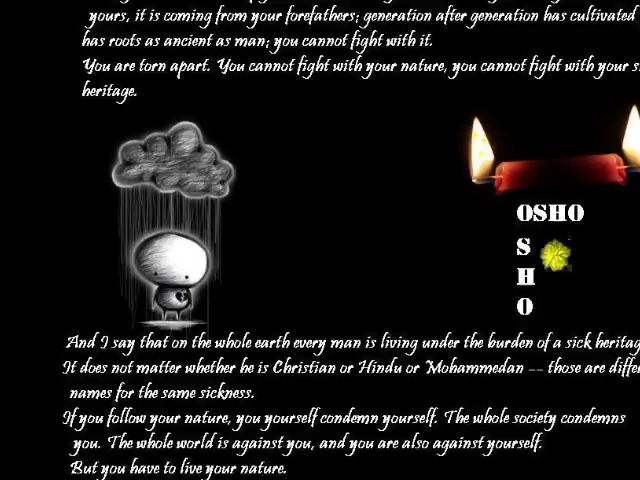 yours, it is coming from your forefathers; generation after generation has cultivated
has roots as ancient as man; you cannot fight with it.
You are torn apart. You cannot fight with your nature, you cannot fight with your s
heritage.
OSHO
S
H
O
And I say that on the whole earth every man is living under the burden of a sick heritag
It does not matter whether he is Christian or Hindu or Mohammedan -- those are differ
names for the same sickness.
If you follow your nature, you yourself condemn yourself. The whole society condemns
you. The whole world is against you, and you are also against yourself.
But you have to live your nature.